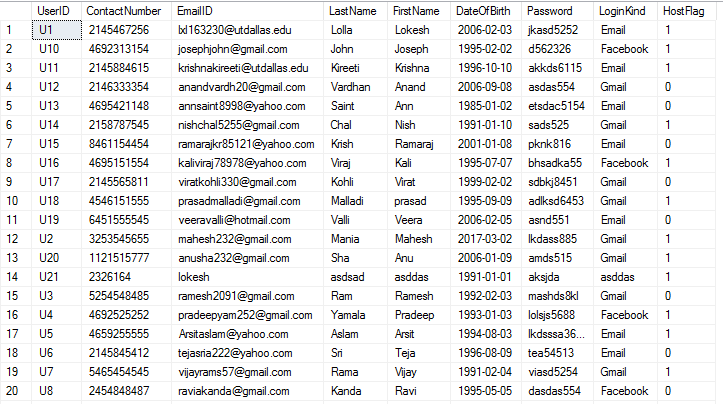 UserID ContactNumber EmailID LastName FirstName DateOfBirth Password LoginKind HostFlag
1 U1 2145467256 lxl163230@utdallas.edu Lolla Lokesh 2006-02-03 jkasd5252 Email 1
2 U10 4692313154 josephjohn@gmail.com John Joseph 1995-02-02 d562326 Facebook 1
3 U11 2145884615 krishnakireeti@utdallas.edu Kireeti Krishna 1996-10-10 akkds6115 Email 1
4 U12 2146333354 anandvardh20@gmail.com Vardhan Anand 2006-09-08 asdas554 Gmail 0
5 U13 4695421148 annsaint8998@yahoo.com Saint Ann 1985-01-02 etsdac5154 Email 0
6 U14 2158787545 nishchal5255@gmail.com Chal Nish 1991-01-10 sads525 Gmail 1
7 U15 8461154454 ramarajkr85121@yahoo.com Krish Ramaraj 2001-01-08 pknk816 Email 0
8 U16 4695151554 kaliviraj78978@yahoo.com Viraj Kali 1995-07-07 bhsadka55 Facebook 1
9 U17 2145565811 viratkohli330@gmail.com Kohli Virat 1999-02-02 sdbkj8451 Gmail 0
10 U18 4546151555 prasadmalladi@gmail.com Malladi prasad 1995-09-09 adlksd6453 Gmail 1
11 U19 6451555545 veeravalli@hotmail.com Valli Veera 2006-02-05 asnd551 Email 0
12 U2 3253545655 mahesh232@gmail.com Mania Mahesh 2017-03-02 lkdass885 Gmail 1
13 U20 1121515777 anusha232@gmail.com Sha Anu 2006-01-09 amds515 Gmail 1
14 U21 2326164 lokesh asdsad asddas 1991-01-01 aksjda asddas 1
15 U3 5254548485 ramesh2091@gmail.com Ram Ramesh 1992-02-03 mashds8kl Gmail 0
16 U4 4692525252 pradeepyam252@gmail.com Yamala Pradeep 1993-01-03 lolsjs5688 Facebook 1
17 U5 4659255555 Arsitaslam@yahoo.com Aslam Arsit 1994-08-03 lkdsssa36... Email 1
18 U6 2145845412 tejasria222@yahoo.com Sri Teja 1996-08-09 tea54513 Email 0
19 U7 5465454545 vijayrams57@gmail.com Rama Vijay 1991-02-04 viasd5254 Gmail 1
20 U8 2454848487 raviakanda@gmail.com Kanda Ravi 1995-05-05 dasdas554 Facebook 0